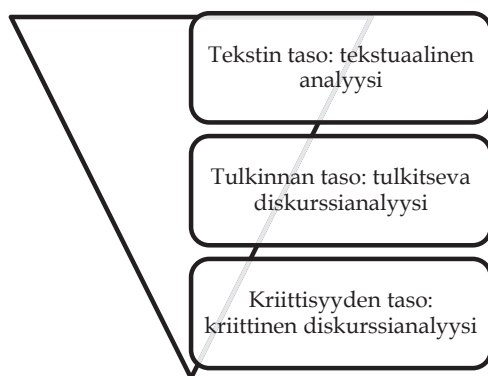 Tekstin taso: tekstuaalinen
analyysi
Tulkinnan taso: tulkitseva
diskurssianalyysi
Kriittisyyden taso:
kriittinen diskurssianalyysi